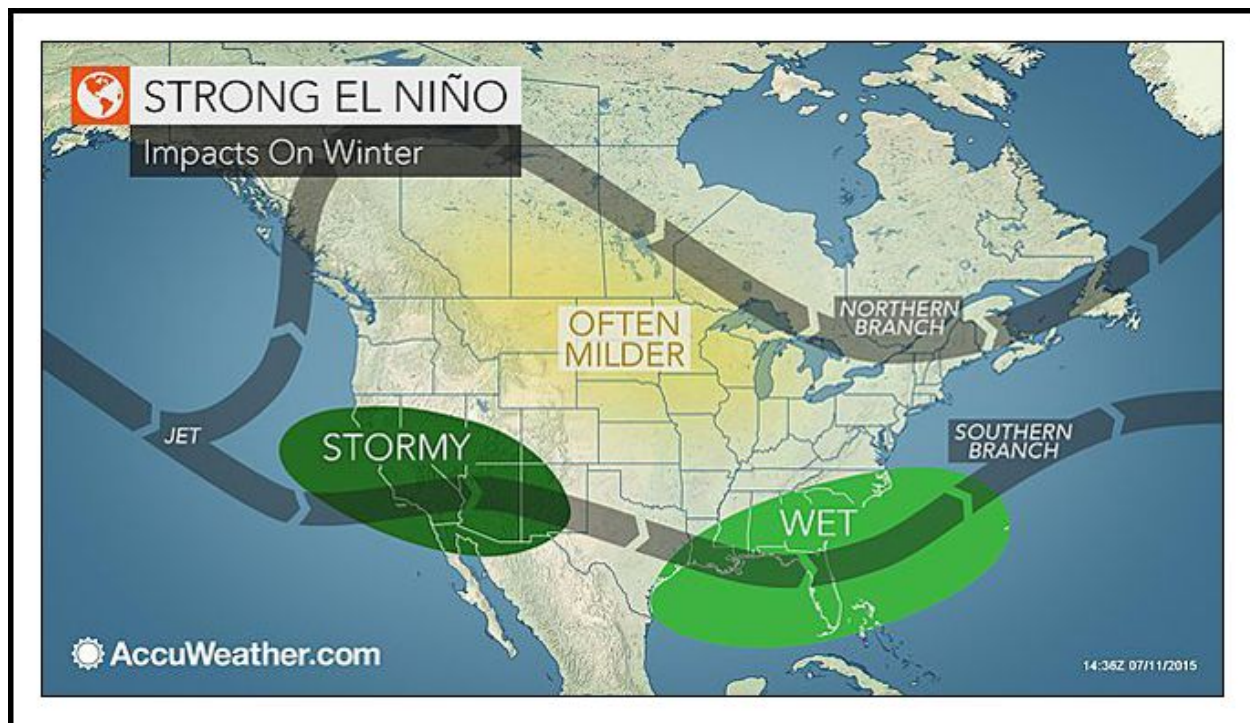 STRONG EL NIÑO
Impacts On Winter
OFTEN
MILDER
NORTHERN
BRANCH
JET
STORMY
SOUTHERN
BRANCH
WET
AccuWeather.com
14:36Z 07/11/2015